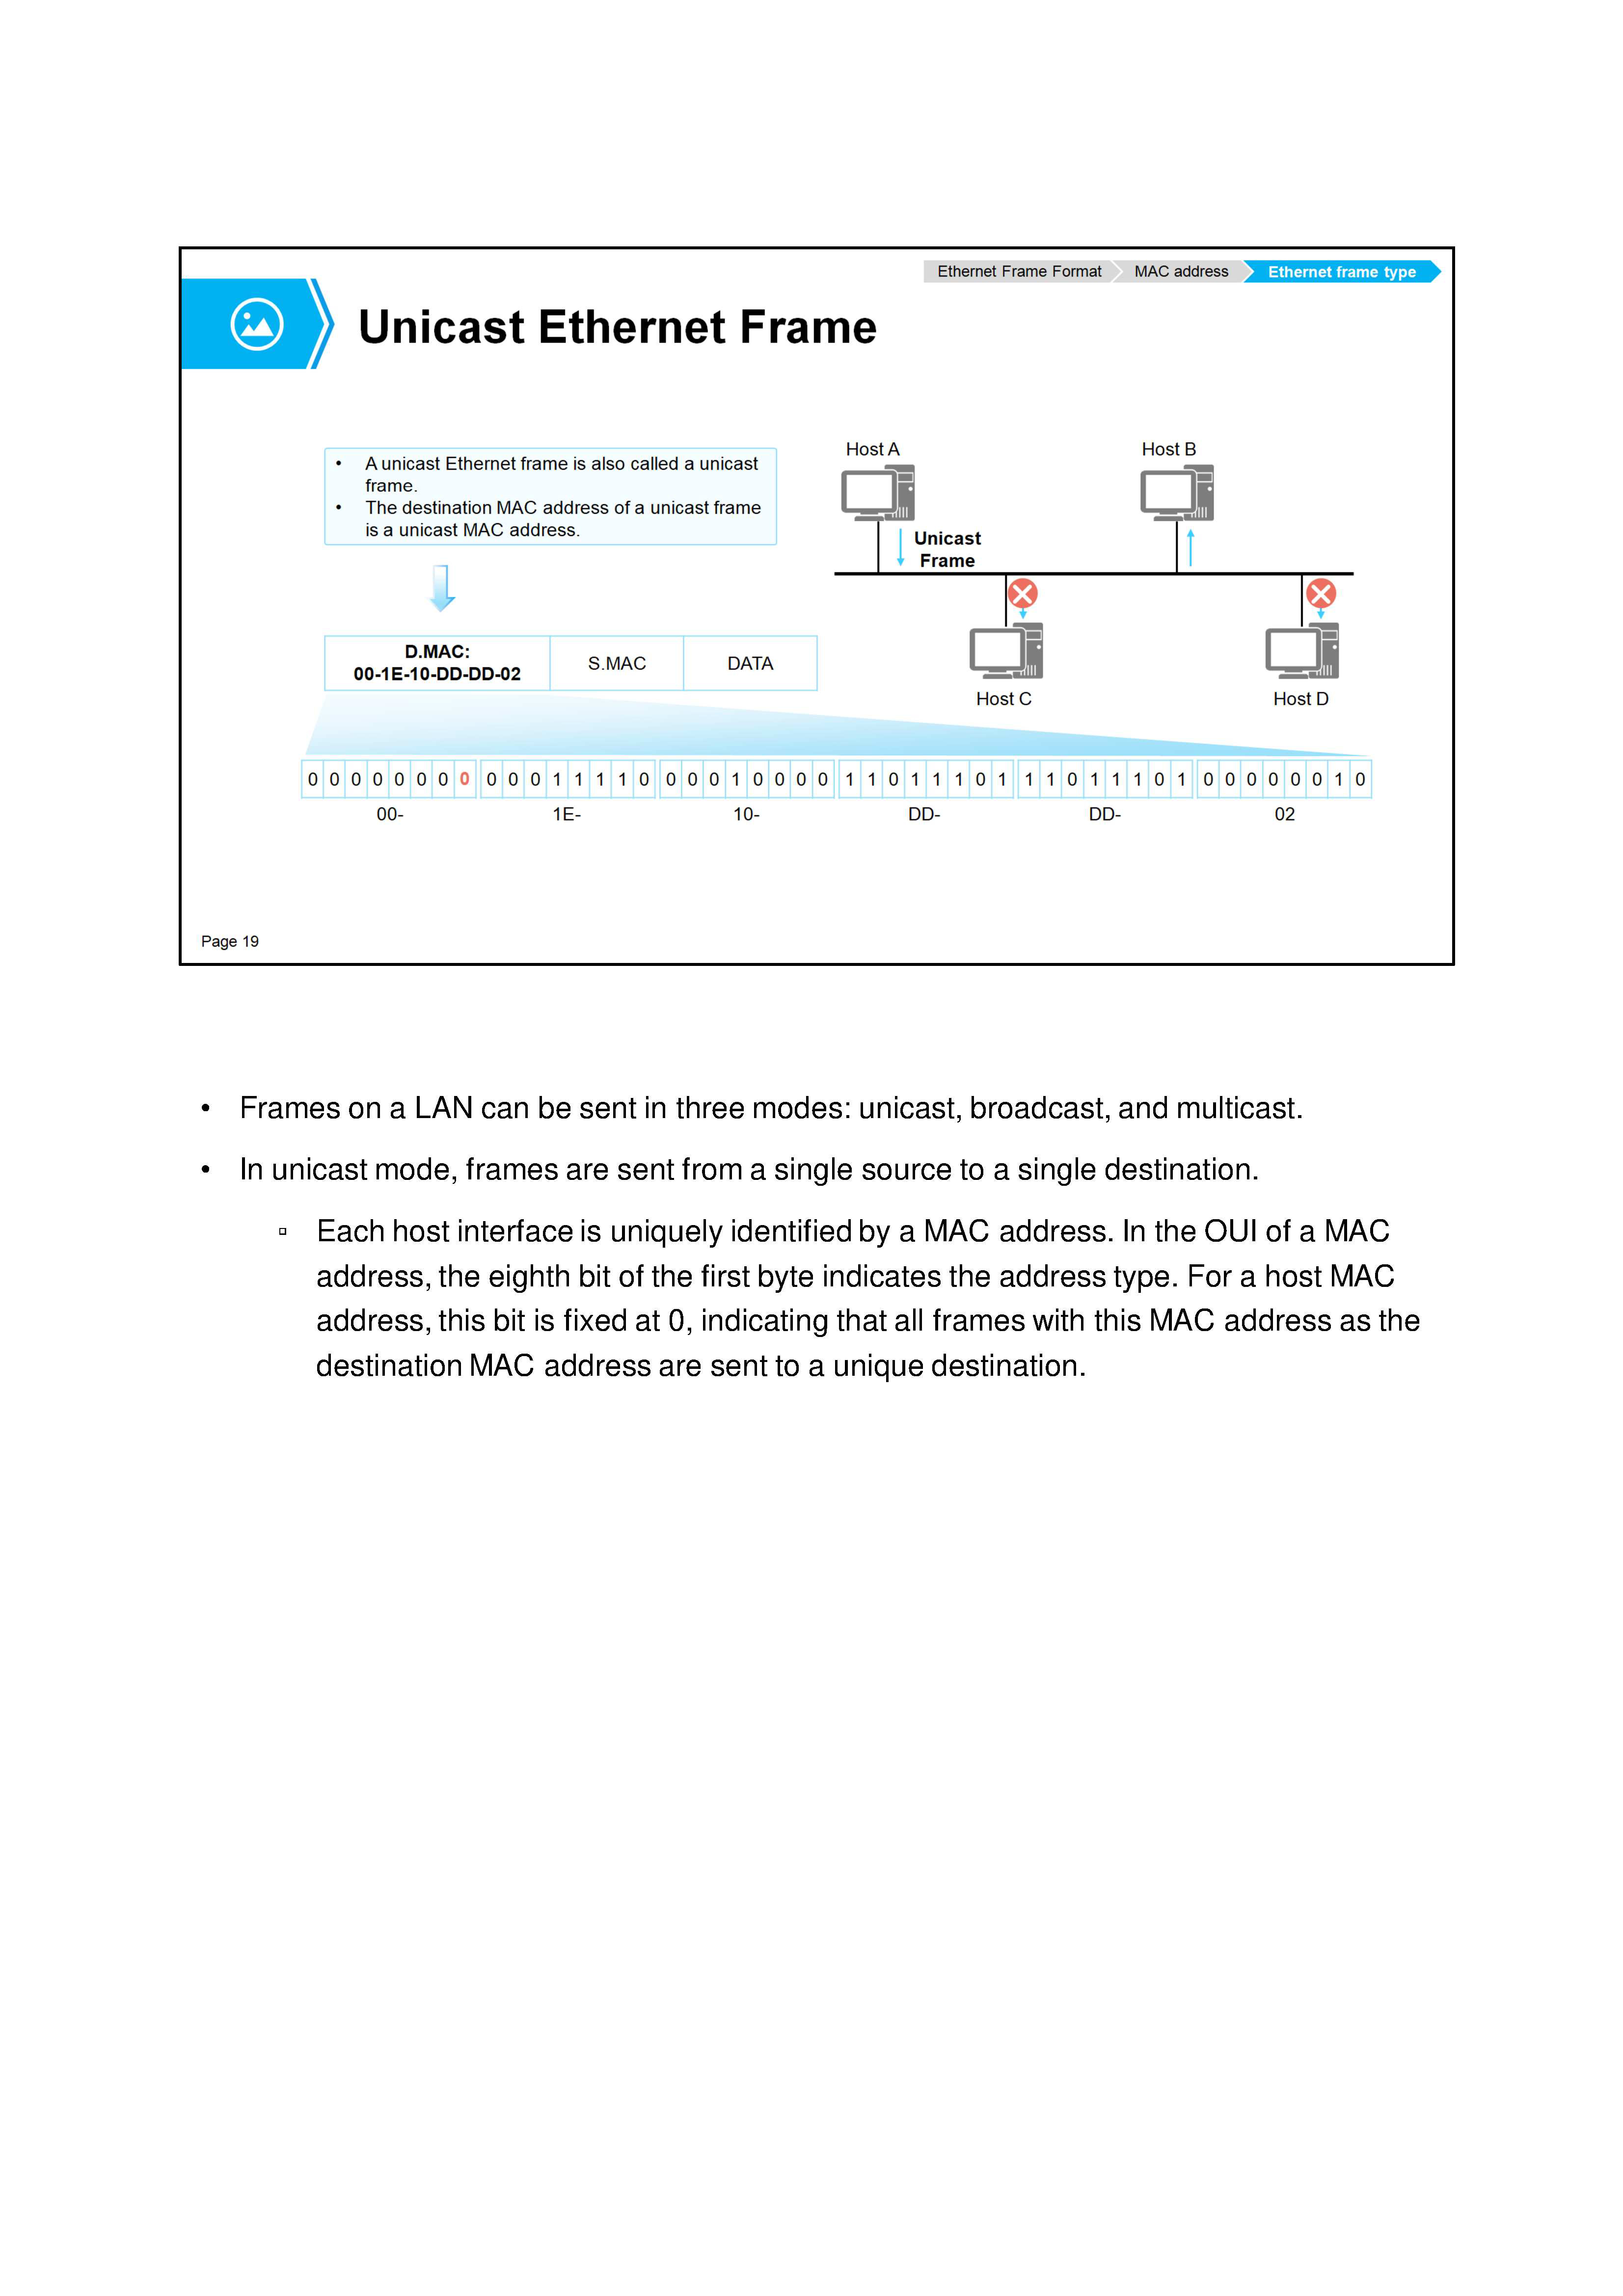 Ethernet Frame Format MAC address Ethernet frame type
Unicast Ethernet Frame
• A unicast Ethernet frame is also called a unicast
frame.
• The destination MAC address of a unicast frame
is a unicast MAC address.
Host A
Host B
Unicast
Frame
Host C
Host D
D.MAC:
00-1E-10-DD-DD-02
S.MAC
DATA
0 0 0 0 0 0 0 0 0 0 0 1 1 1 1 0 0 0 0 1 0 0 0 0 1 1 0 1 1 1 0 1 1 1 0 1 1 1 0 1 0 0 0 0 0 0 1 0
00- 1E- 10- DD- DD- 02
Page 19
• Frames on a LAN can be sent in three modes: unicast, broadcast, and multicast.
• In unicast mode, frames are sent from a single source to a single destination.
▫ Each host interface is uniquely identified by a MAC address. In the OUI of a MAC
address, the eighth bit of the first byte indicates the address type. For a host MAC
address, this bit is fixed at 0, indicating that all frames with this MAC address as the
destination MAC address are sent to a unique destination.